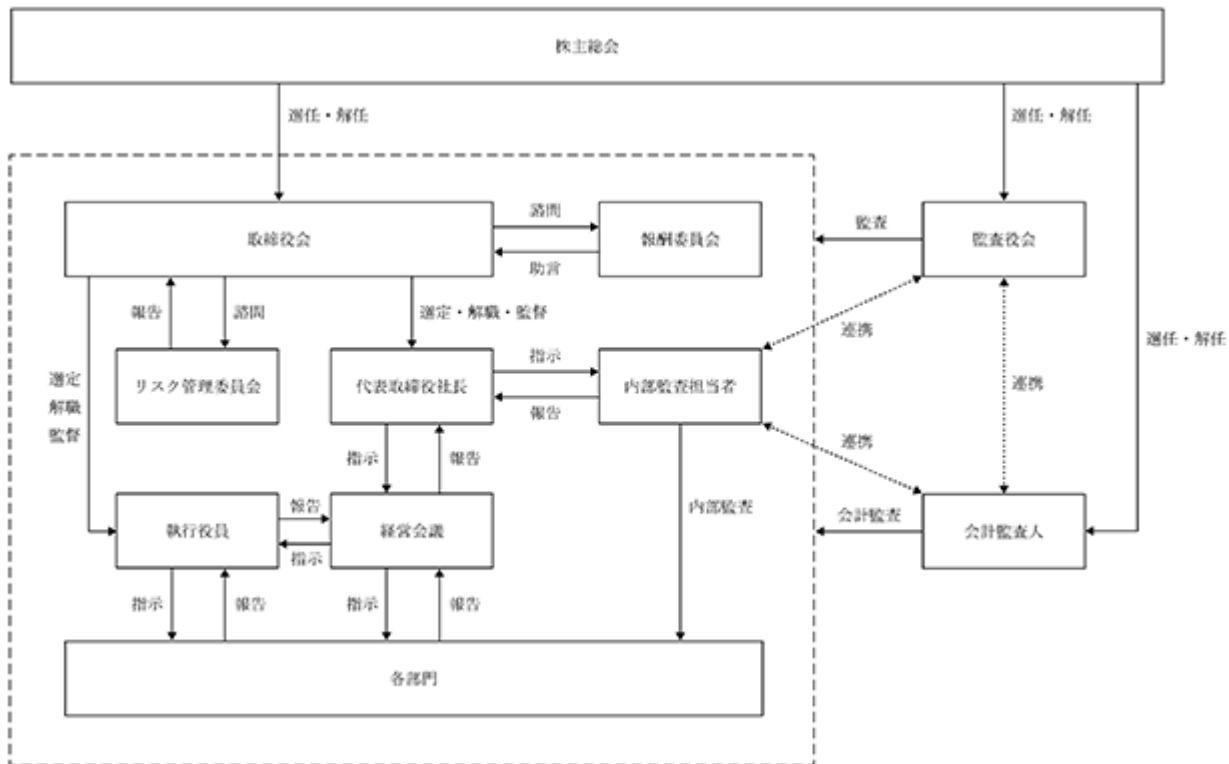 株主総会
選任・解任
選任・解任
取締役会
諮問
助言
報酬委員会
監査
監査役会
報告
諮問
選定・解職・監督
連携
選任・解任
選定
解職
監督
リスク管理委員会
代表取締役社長
指示
報告
内部監査担当者
連携
指示
報告
連携
執行役員
報告
指示
経営会議
内部監査
会計監査
会計監査人
指示
報告
指示
報告
各部門